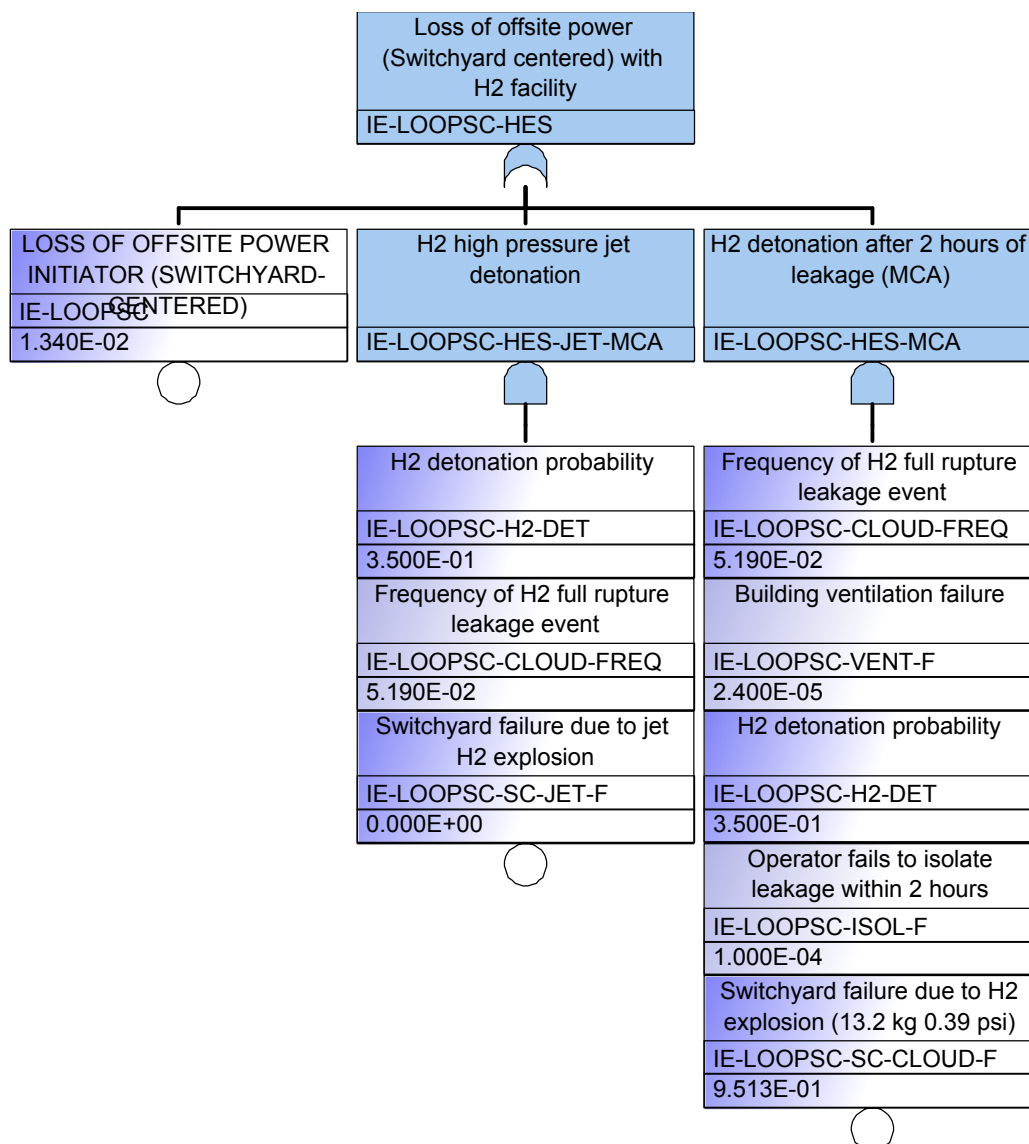 Loss of offsite power
(Switchyard centered) with
H2 facility
IE-LOOPSC-HES
LOSS OF OFFSITE POWER
INITIATOR (SWITCHYARD-
CENTERED)
IE-LOOPSC
1.340E-02
H2 high pressure jet
detonation
IE-LOOPSC-HES-JET-MCA
H2 detonation after 2 hours of
leakage (MCA)
IE-LOOPSC-HES-MCA
H2 detonation probability
IE-LOOPSC-H2-DET
3.500E-01
Frequency of H2 full rupture
leakage event
IE-LOOPSC-CLOUD-FREQ
5.190E-02
Switchyard failure due to jet
H2 explosion
IE-LOOPSC-SC-JET-F
0.000E+00
Frequency of H2 full rupture
leakage event
IE-LOOPSC-CLOUD-FREQ
5.190E-02
Building ventilation failure
IE-LOOPSC-VENT-F
2.400E-05
H2 detonation probability
IE-LOOPSC-H2-DET
3.500E-01
Operator fails to isolate
leakage within 2 hours
IE-LOOPSC-ISOL-F
1.000E-04
Switchyard failure due to H2
explosion (13.2 kg 0.39 psi)
IE-LOOPSC-SC-CLOUD-F
9.513E-01